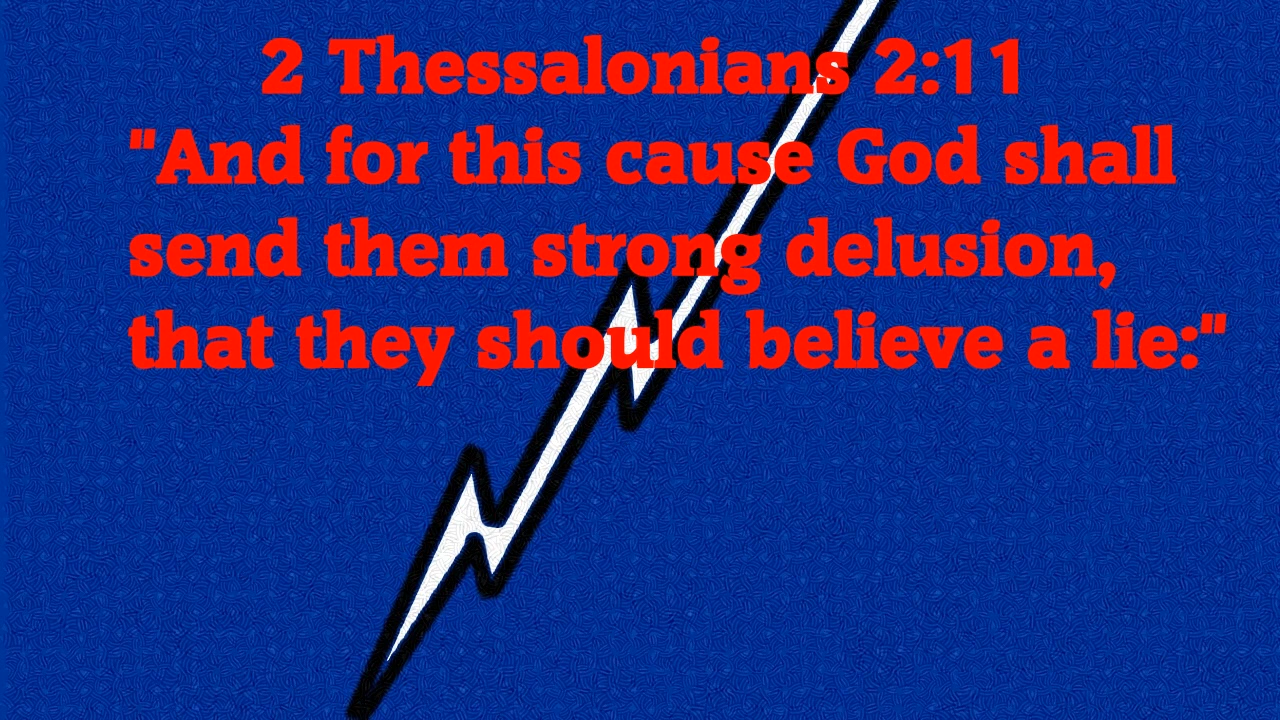 2 Thessalonians 2:11
"And for this cause God shall
send them strong delusion,
that they should believe a lie:"